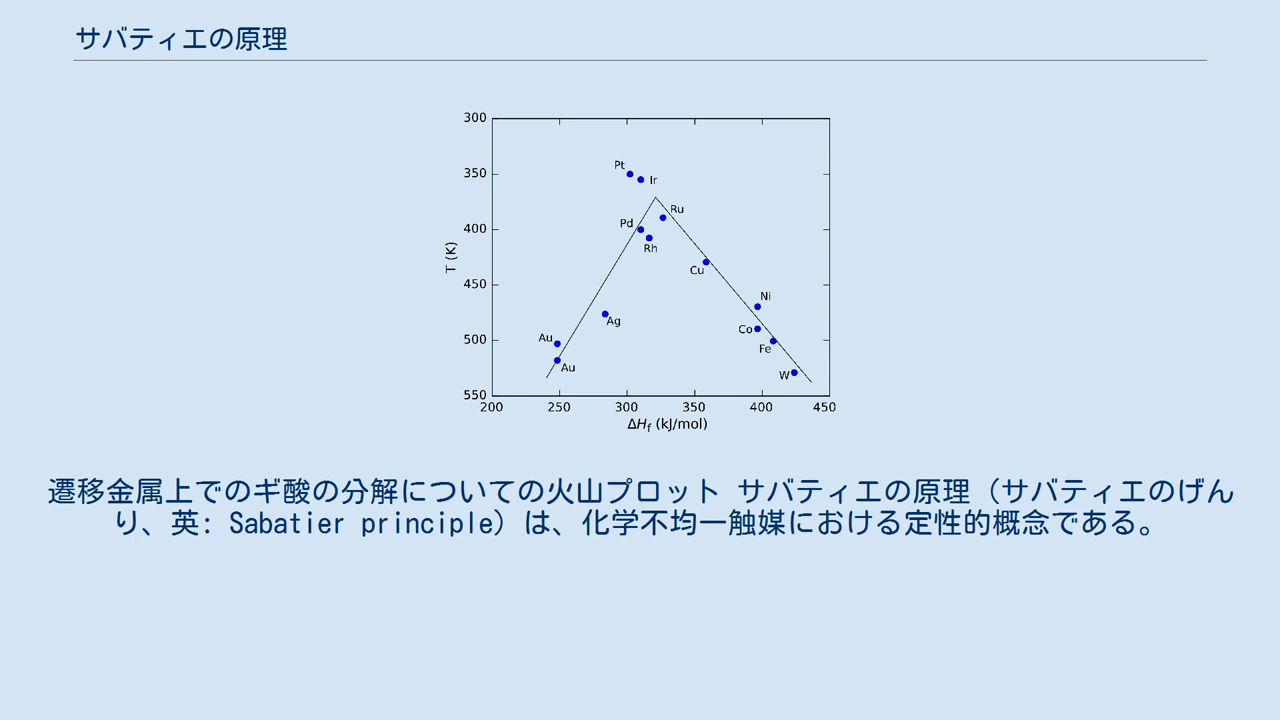 サバティエの原理
300
350
400
450
500
550
T (K)
Pt
Ir
Ru
Pd
Rh
Cu
Ni
Ag
Co
Au
Fe
Au
W
200
250
300
350
400
450
ΔHf (kJ/mol)
遷移金属上でのギ酸の分解についての火山プロット サバティエの原理（サバティエのげん
り、英: Sabatier principle）は、化学不均一触媒における定性的概念である。